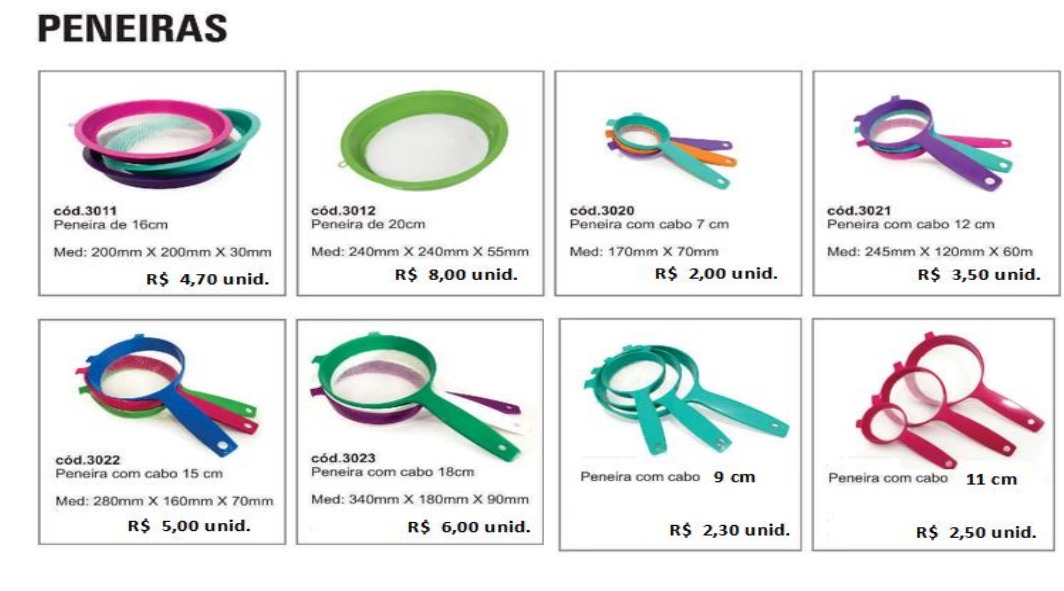 PENEIRAS
cód.3011
Peneira de 16cm
Med: 200mm X 200mm X 30mm
R$ 4,70 unid.
cód.3012
Peneira de 20cm
Med: 240mm X 240mm X 55mm
R$ 8,00 unid.
cód.3020
Peneira com cabo 7 cm
Med: 170mm X 70mm
R$ 2,00 unid.
cód.3021
Peneira com cabo 12 cm
Med: 245mm X 120mm X 60m
R$ 3,50 unid.
cód.3022
Peneira com cabo 15 cm
Med: 280mm X 160mm X 70mm
R$ 5,00 unid.
cód.3023
Peneira com cabo 18cm
Med: 340mm X 180mm X 90mm
R$ 6,00 unid.
Peneira com cabo 9 cm
R$ 2,30 unid.
Peneira com cabo 11 cm
R$ 2,50 unid.